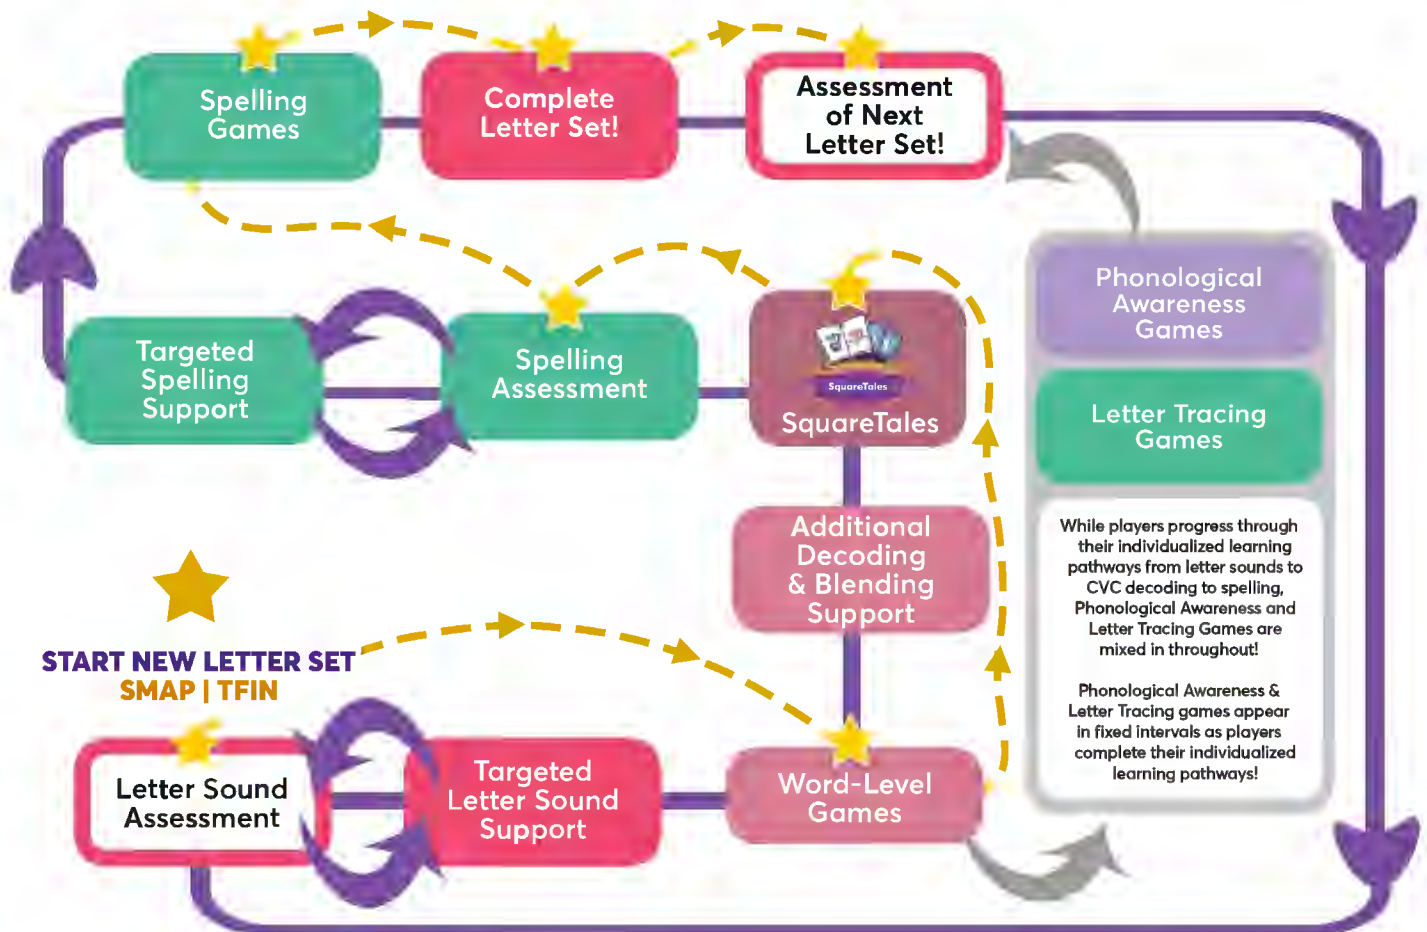 Spelling
Games
Complete
Letter Set!
Assessment
of Next
Letter Set!
Targeted
Spelling
Support
Spelling
Assessment
SquareTales
SquareTales
Phonological
Awareness
Games
Letter Tracing
Games
Additional
Decoding
& Blending
Support
While players progress through
their individualized learning
pathways from letter sounds to
CVC decoding to spelling,
Phonological Awareness and
Letter Tracing Games are
mixed in throughout!
Phonological Awareness &
Letter Tracing games appear
in fixed intervals as players
complete their individualized
learning pathways!
START NEW LETTER SET
SMAP | TFIN
Letter Sound
Assessment
Targeted
Letter Sound
Support
Word-Level
Games